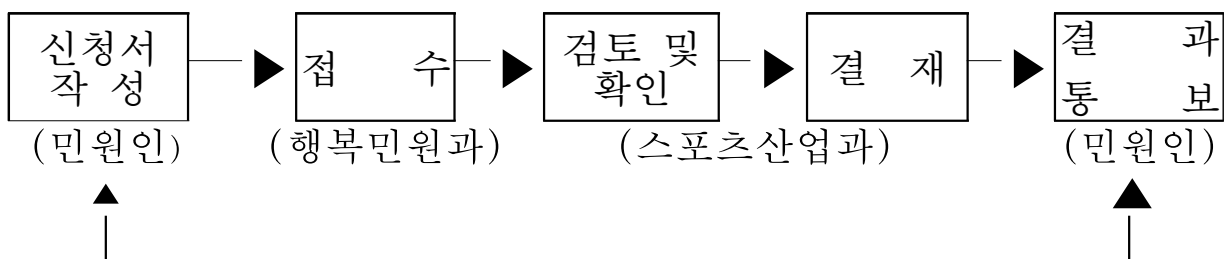 신청서
작 성
접 수
검토 및
확인
결 재
결 과
통 보
(민원인)
(행복민원과)
(스포츠산업과)
(민원인)